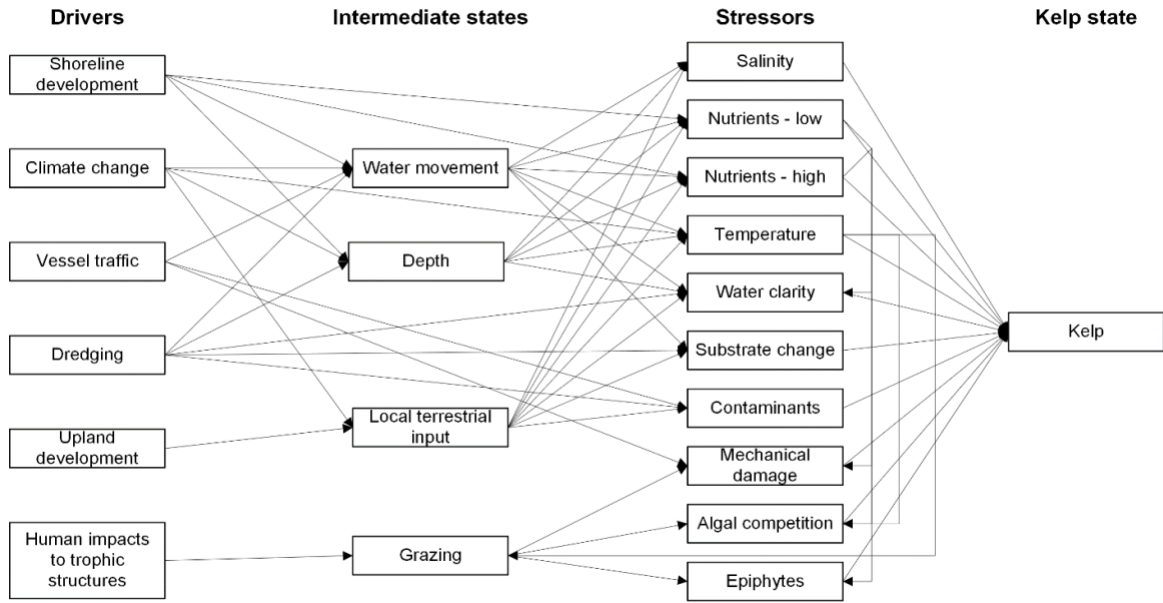 Drivers
Intermediate states
Stressors
Kelp state
Shoreline
development
Climate change
Vessel traffic
Dredging
Upland
development
Human impacts
to trophic
structures
Water movement
Depth
Local terrestrial
input
Grazing
Salinity
Nutrients - low
Nutrients - high
Temperature
Water clarity
Substrate change
Contaminants
Mechanical
damage
Algal competition
Epiphytes
Kelp